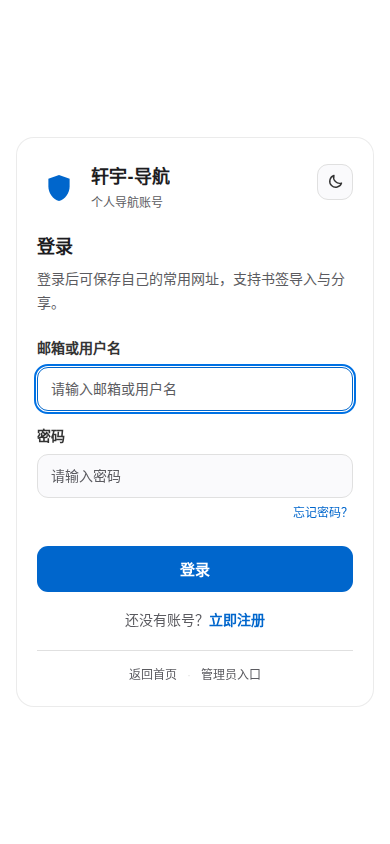 轩宇-导航
个人导航账号
登录
登录后可保存自己的常用网址，支持书签导入与分
享。
邮箱或用户名
请输入邮箱或用户名
密码
请输入密码
忘记密码？
登录
还没有账号？立即注册
返回首页 · 管理员入口